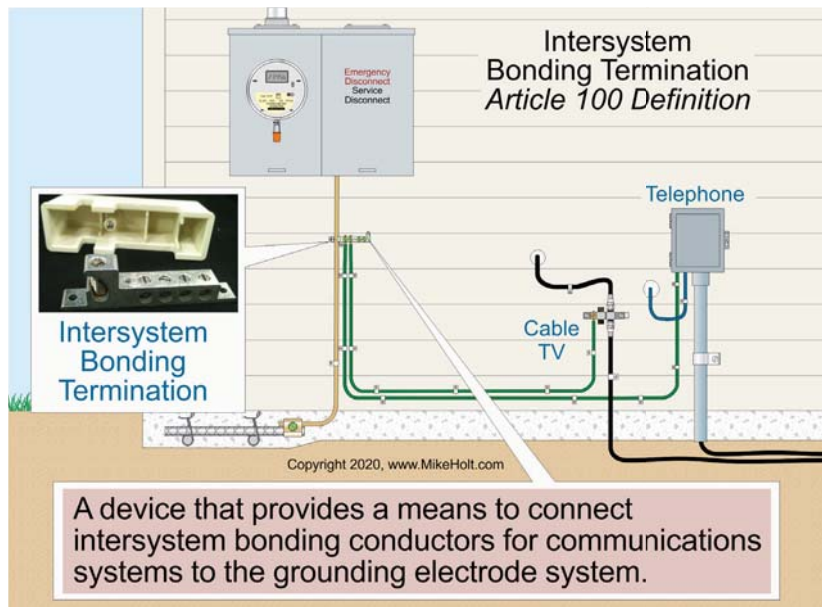 Intersystem
Bonding Termination
Article 100 Definition
Emergency
Disconnect
Service
Disconnect
Telephone
Cable
TV
Intersystem
Bonding
Termination
Copyright 2020, www.MikeHolt.com
A device that provides a means to connect
intersystem bonding conductors for communications
systems to the grounding electrode system.